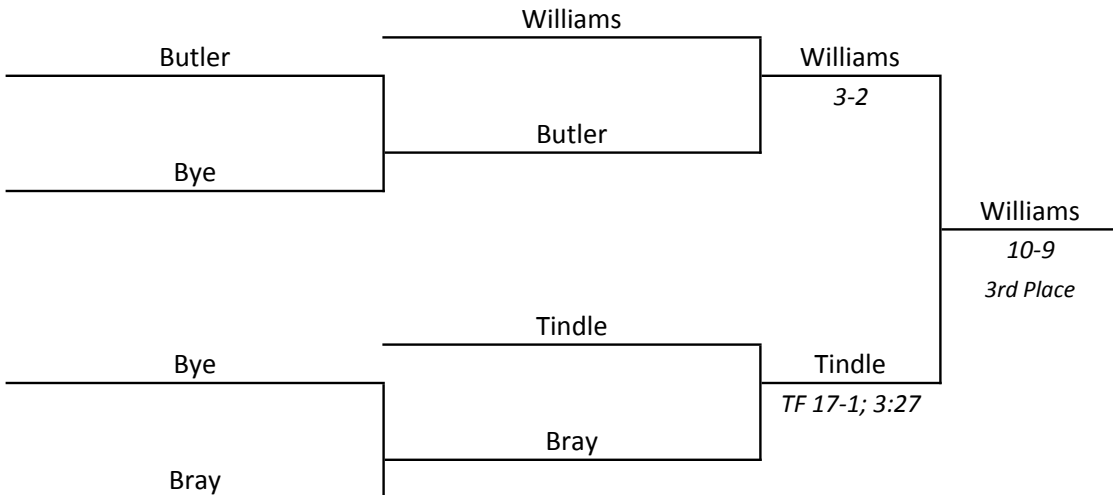 Williams
Butler
Williams
3-2
Butler
Bye
Williams
10-9
3rd Place
Tindle
Bye
Tindle
TF 17-1; 3:27
Bray
Bray